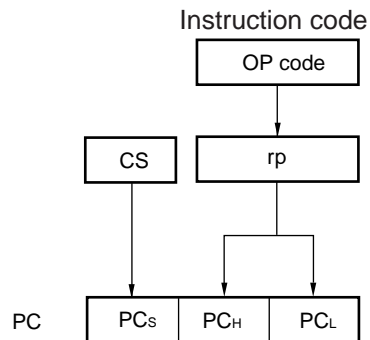 Instruction code
OP code
CS
rp
PC
PCS
PCH
PCL